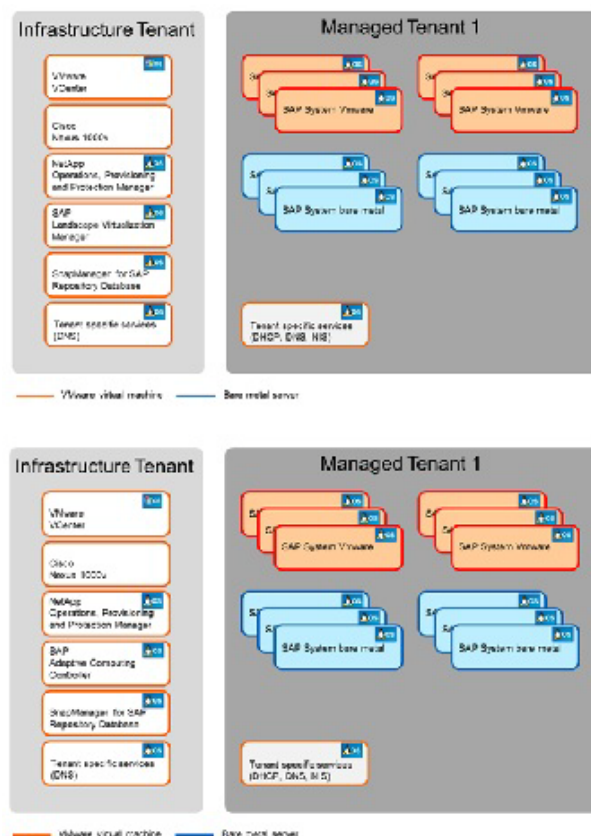 Infrastructure Tenant
VMware
VCenter
Cisco
Nexus 1000v
NetApp
Operations, Provisioning
and Protection Manager
SAP
Landscape Virtualization
Manager
SnapManager for SAP
Repository Database
Tenant specific services
(DNS)
Managed Tenant 1
SAP System Vmware
SAP System Vmware
SAP System bare metal
SAP System bare metal
Tenant specific services
(DHCP, DNS, NIS)
VMware virtual machine
Bare metal server
Infrastructure Tenant
VMware
VCenter
Cisco
Nexus 1000v
NetApp
Operations, Provisioning
and Protection Manager
SAP
Adaptive Computing
Controller
SnapManager for SAP
Repository Database
Tenant specific services
(DNS)
Managed Tenant 1
SAP System Vmware
SAP System Vmware
SAP System bare metal
SAP System bare metal
Tenant specific services
(DHCP, DNS, NIS)
VMware virtual machine
Bare metal server